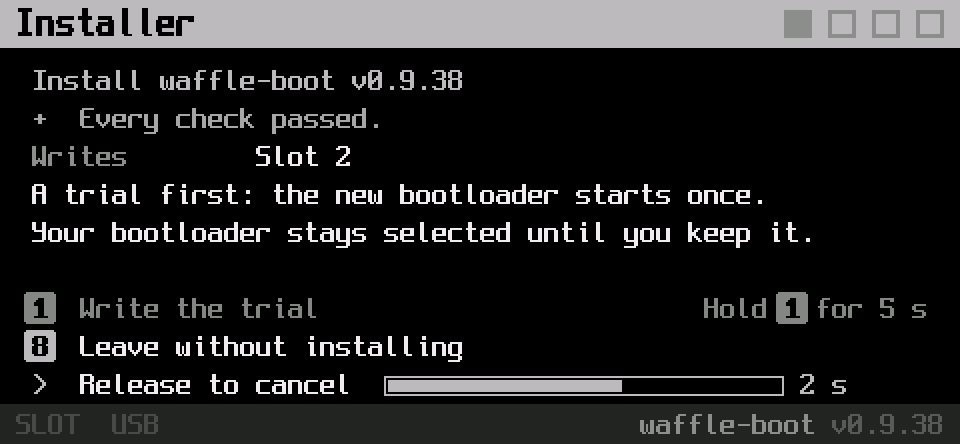 Installer
Install waffle-boot v0.9.38
+ Every check passed.
Writes Slot 2
A trial first: the new bootloader starts once.
Your bootloader stays selected until you keep it.
1 Write the trial Hold 1 for 5 s
8 Leave without installing
> Release to cancel 2 s
SLOT USB waffle-boot v0.9.38